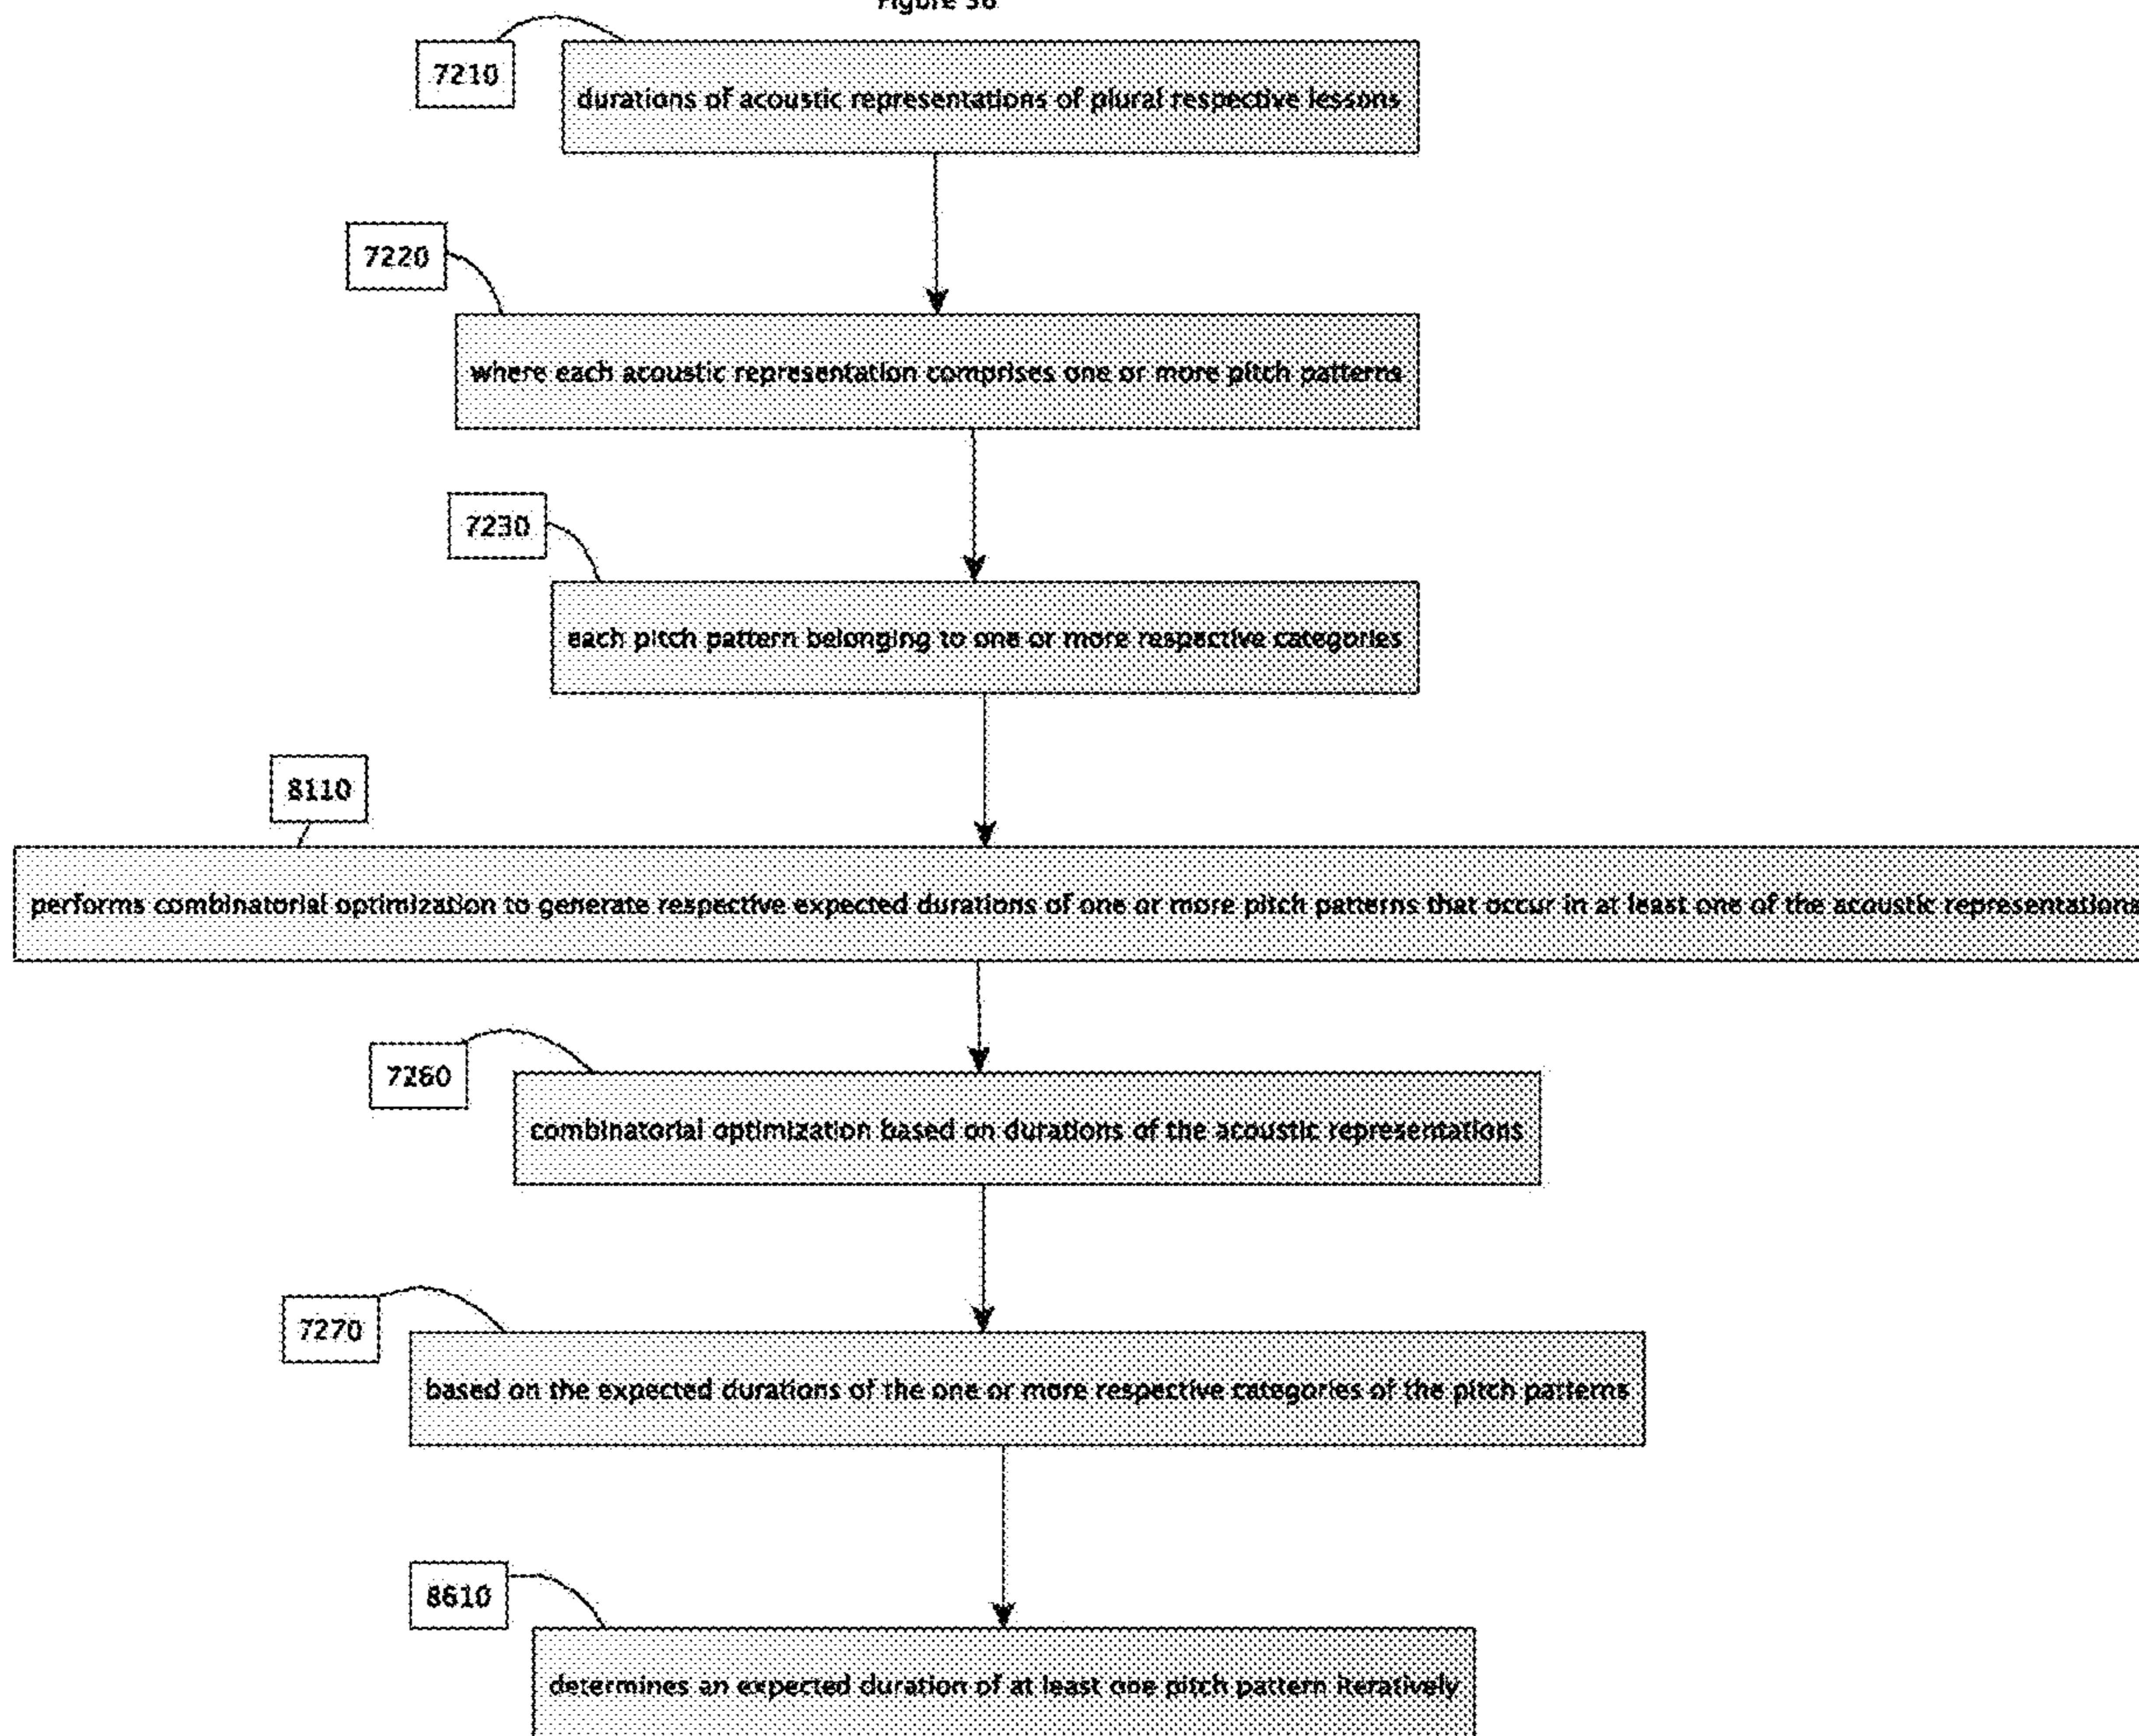 Figure 36
7210
durations of acoustic representations of plural respective lessons
7220
where each acoustic representation comprises one or more pitch patterns
7230
each pitch pattern belonging to one or more respective categories
8110
performs combinatorial optimization to generate respective expected durations of one or more pitch patterns that occur in at least one of the acoustic representations
7260
combinatorial optimization based on durations of the acoustic representations
7270
based on the expected durations of the one or more respective categories of the pitch patterns
8610
determines an expected duration of at least one pitch pattern iteratively